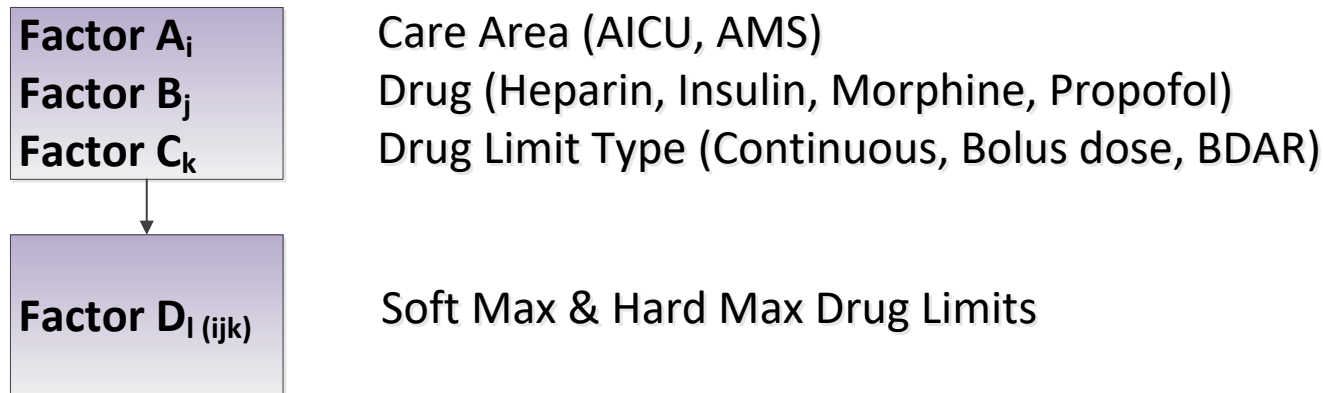 Factor Ai Care Area (AICU, AMS)
Factor Bj Drug (Heparin, Insulin, Morphine, Propofol)
Factor Ck Drug Limit Type (Continuous, Bolus dose, BDAR)
Factor Dl (ijk) Soft Max & Hard Max Drug Limits